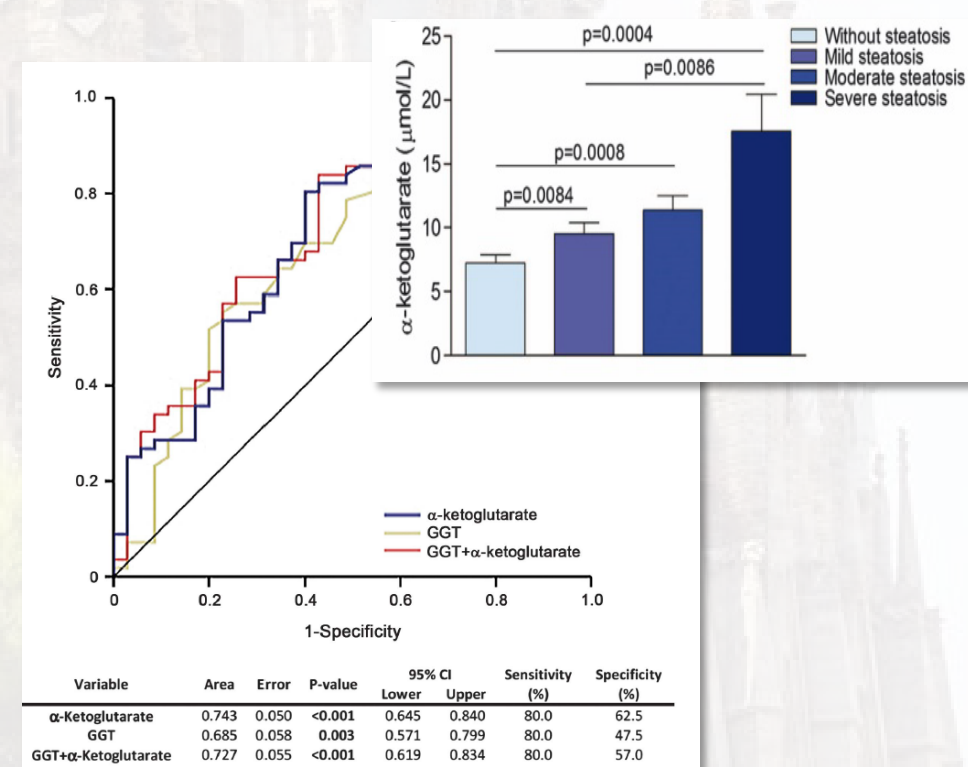 25
20
15
10
5
0
α-ketoglutarate (μmol/L)
p=0.0004
p=0.0086
p=0.0008
p=0.0084
Without steatosis
Mild steatosis
Moderate steatosis
Severe steatosis
1.0
0.8
0.6
0.4
0.2
0
Sensitivity
0 0.2 0.4 0.6 0.8 1.0
1-Specificity
α-ketoglutarate
GGT
GGT+α-ketoglutarate
Variable Area Error P-value 95% CI Sensitivity Specificity
Lower Upper (%) (%)
α-Ketoglutarate 0.743 0.050 <0.001 0.645 0.840 80.0 62.5
GGT 0.685 0.058 0.003 0.571 0.799 80.0 47.5
GGT+α-Ketoglutarate 0.727 0.055 <0.001 0.619 0.834 80.0 57.0